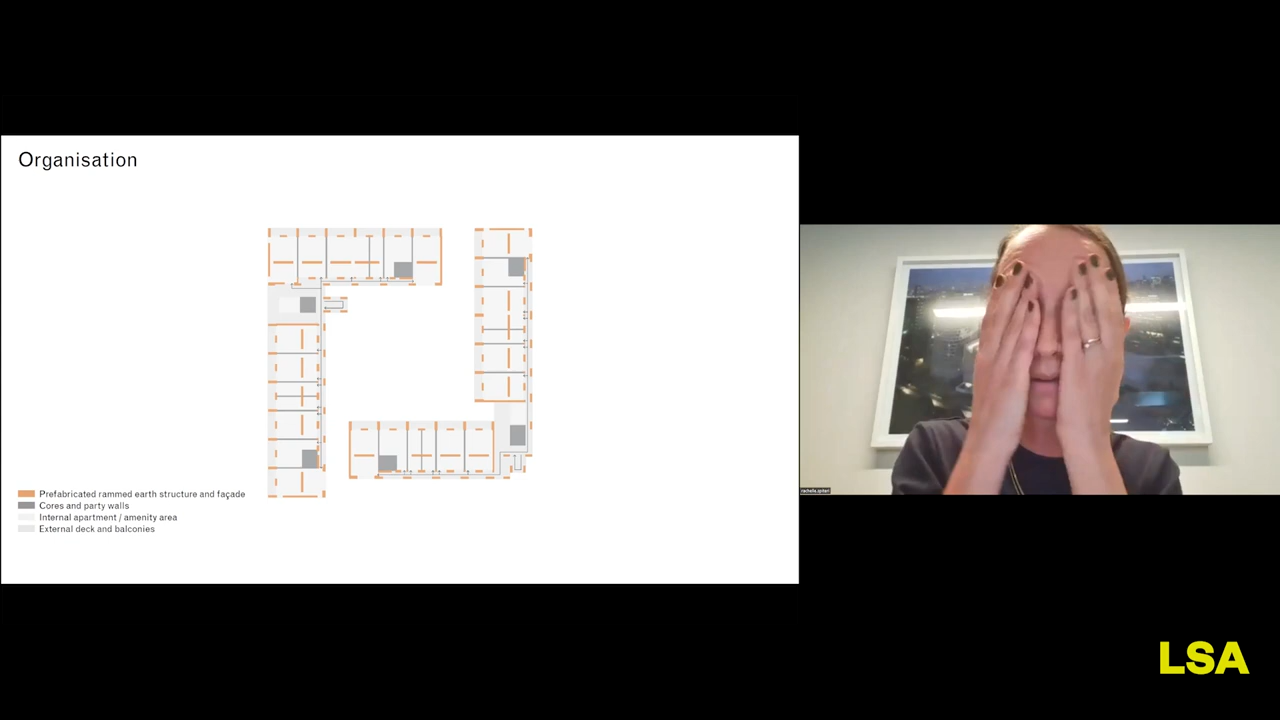 Organisation
Prefabricated rammed earth structure and façade
Cores and party walls
Internal apartment / amenity area
External deck and balconies
LSA